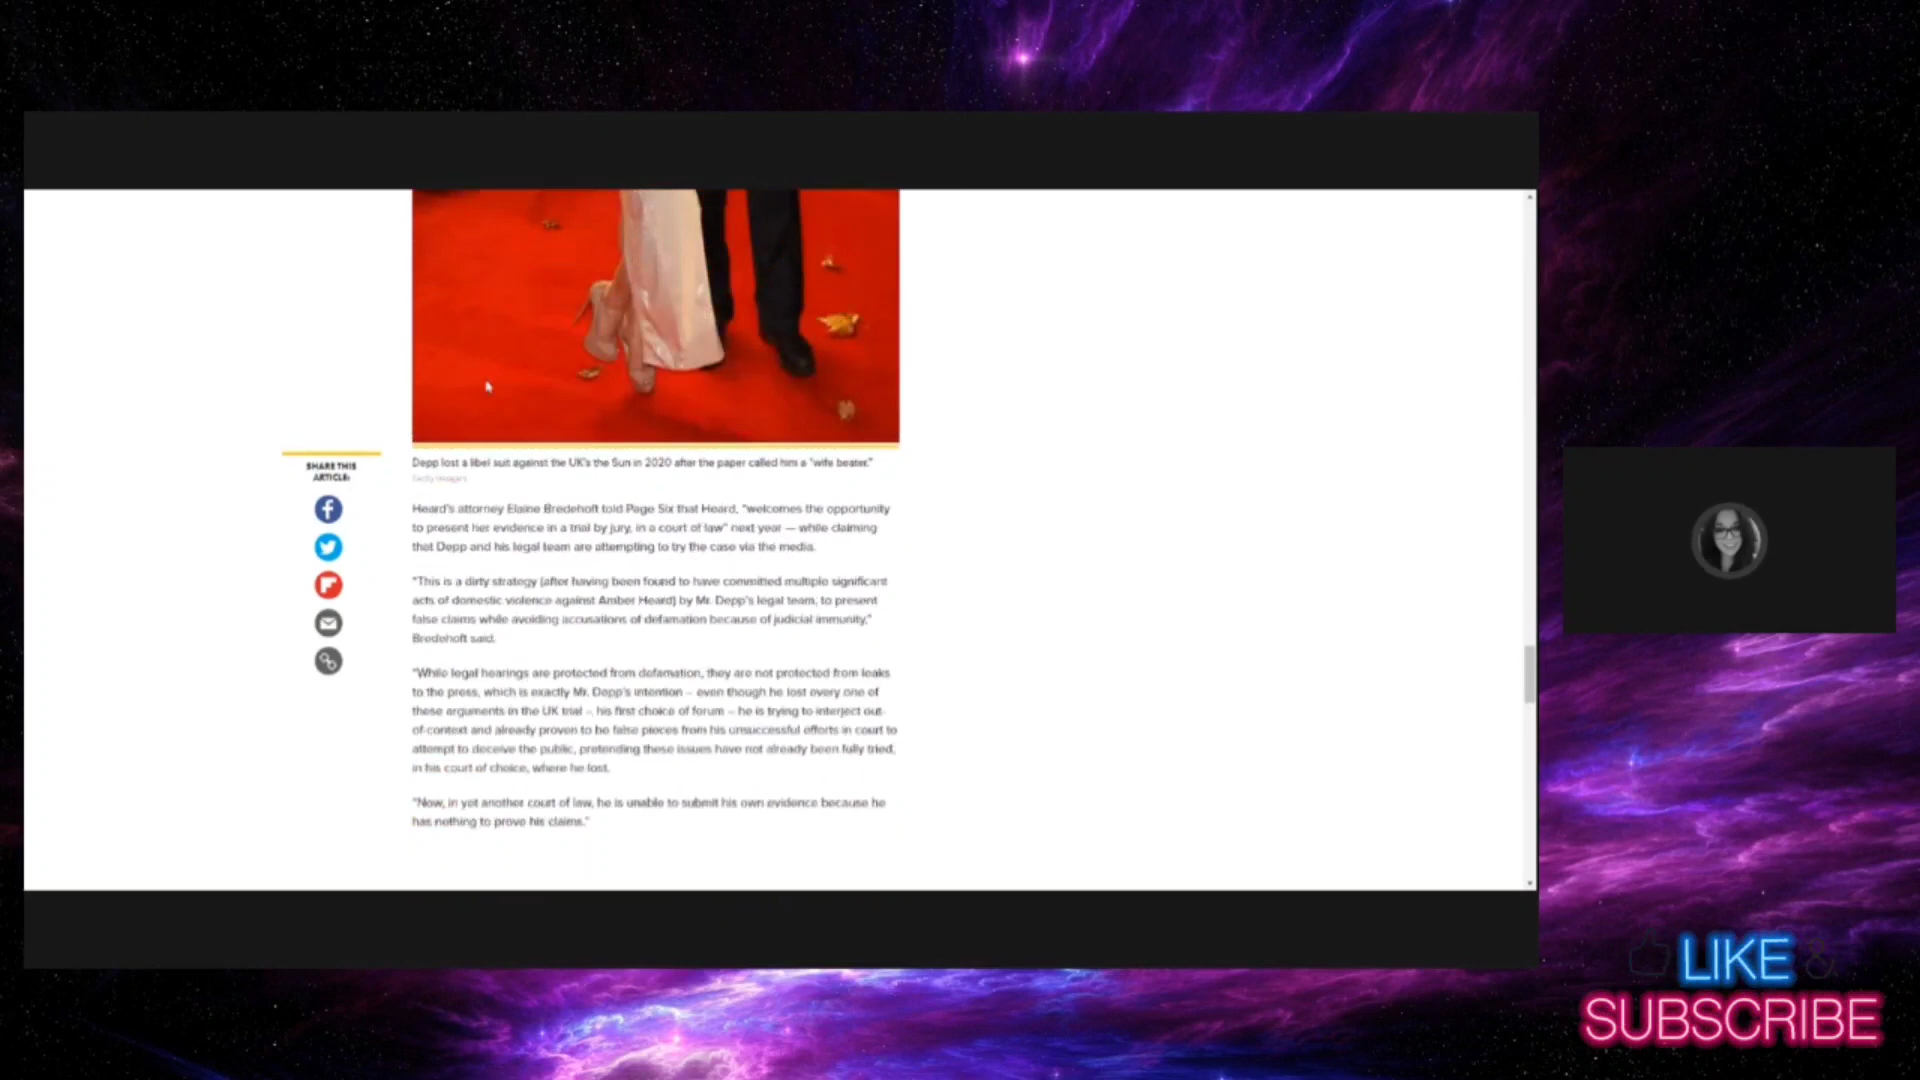 Depp lost a libel suit against the UK's the Sun in 2020 after the paper called him a "wife beater."
Getty Images
SHARE THIS
ARTICLE:
Heard's attorney Elaine Bredehoft told Page Six that Heard, "welcomes the opportunity
to present her evidence in a trial by jury, in a court of law" next year — while claiming
that Depp and his legal team are attempting to try the case via the media.
"This is a dirty strategy (after having been found to have committed multiple significant
acts of domestic violence against Amber Heard) by Mr. Depp's legal team, to present
false claims while avoiding accusations of defamation because of judicial immunity,"
Bredehoft said.
"While legal hearings are protected from defamation, they are not protected from leaks
to the press, which is exactly Mr. Depp's intention – even though he lost every one of
these arguments in the UK trial – his first choice of forum – he is trying to interject out-
of-context and already proven to be false pieces from his unsuccessful efforts in court to
attempt to deceive the public, pretending these issues have not already been fully tried,
in his court of choice, where he lost.
"Now, in yet another court of law, he is unable to submit his own evidence because he
has nothing to prove his claims."
LIKE &
SUBSCRIBE